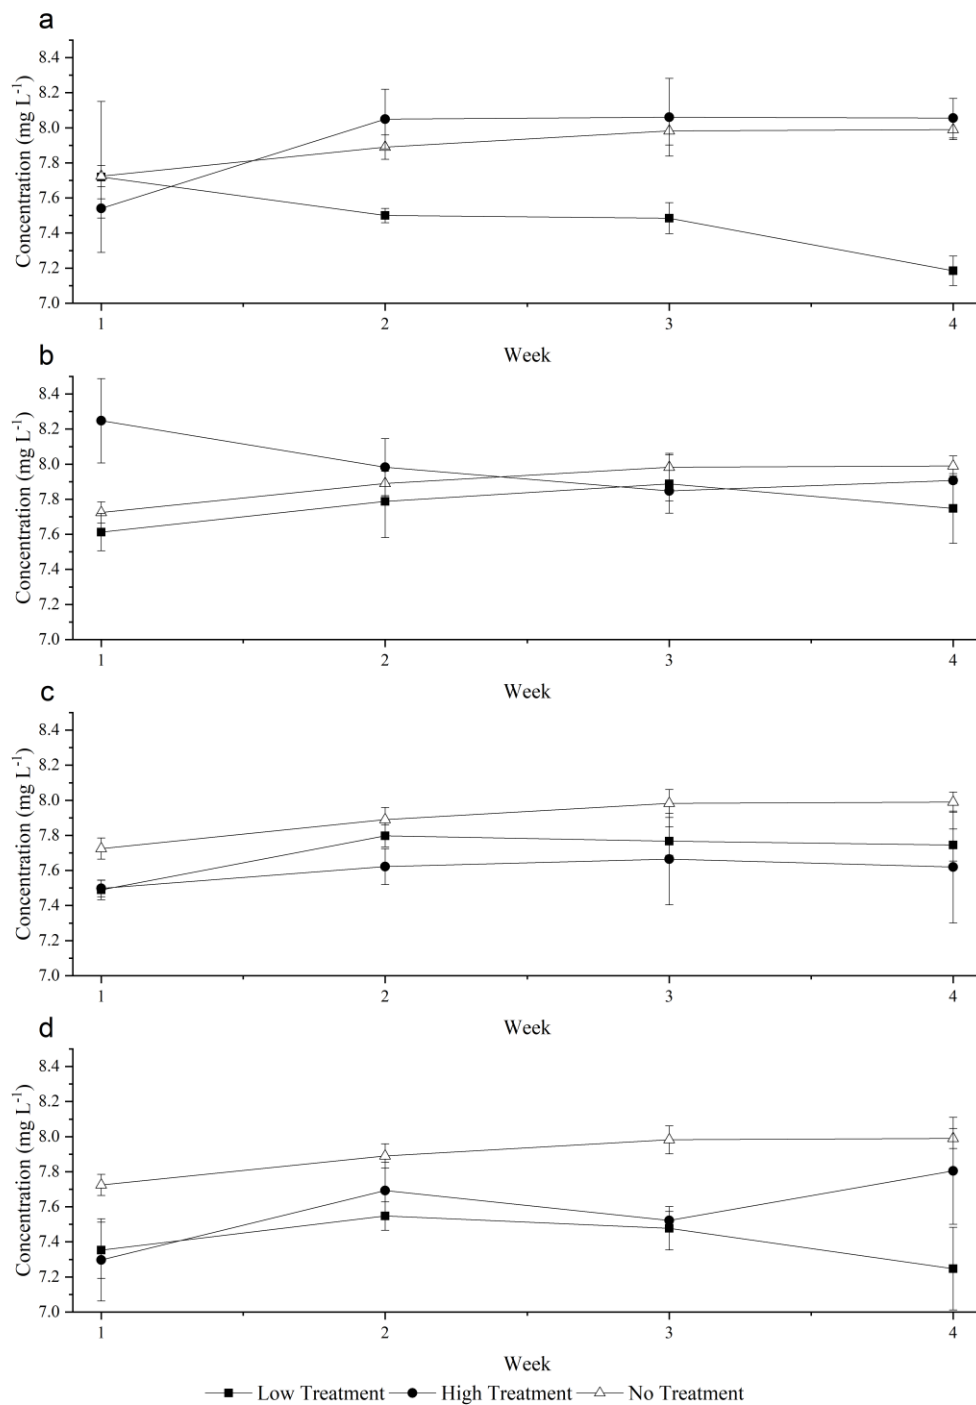 a
Concentration (mg L-1)
8.4
8.2
8.0
7.8
7.6
7.4
7.2
7.0
1 2 3 4
Week
b
Concentration (mg L-1)
8.4
8.2
8.0
7.8
7.6
7.4
7.2
7.0
1 2 3 4
Week
c
Concentration (mg L-1)
8.4
8.2
8.0
7.8
7.6
7.4
7.2
7.0
1 2 3 4
Week
d
Concentration (mg L-1)
8.4
8.2
8.0
7.8
7.6
7.4
7.2
7.0
1 2 3 4
Week
Low Treatment High Treatment No Treatment